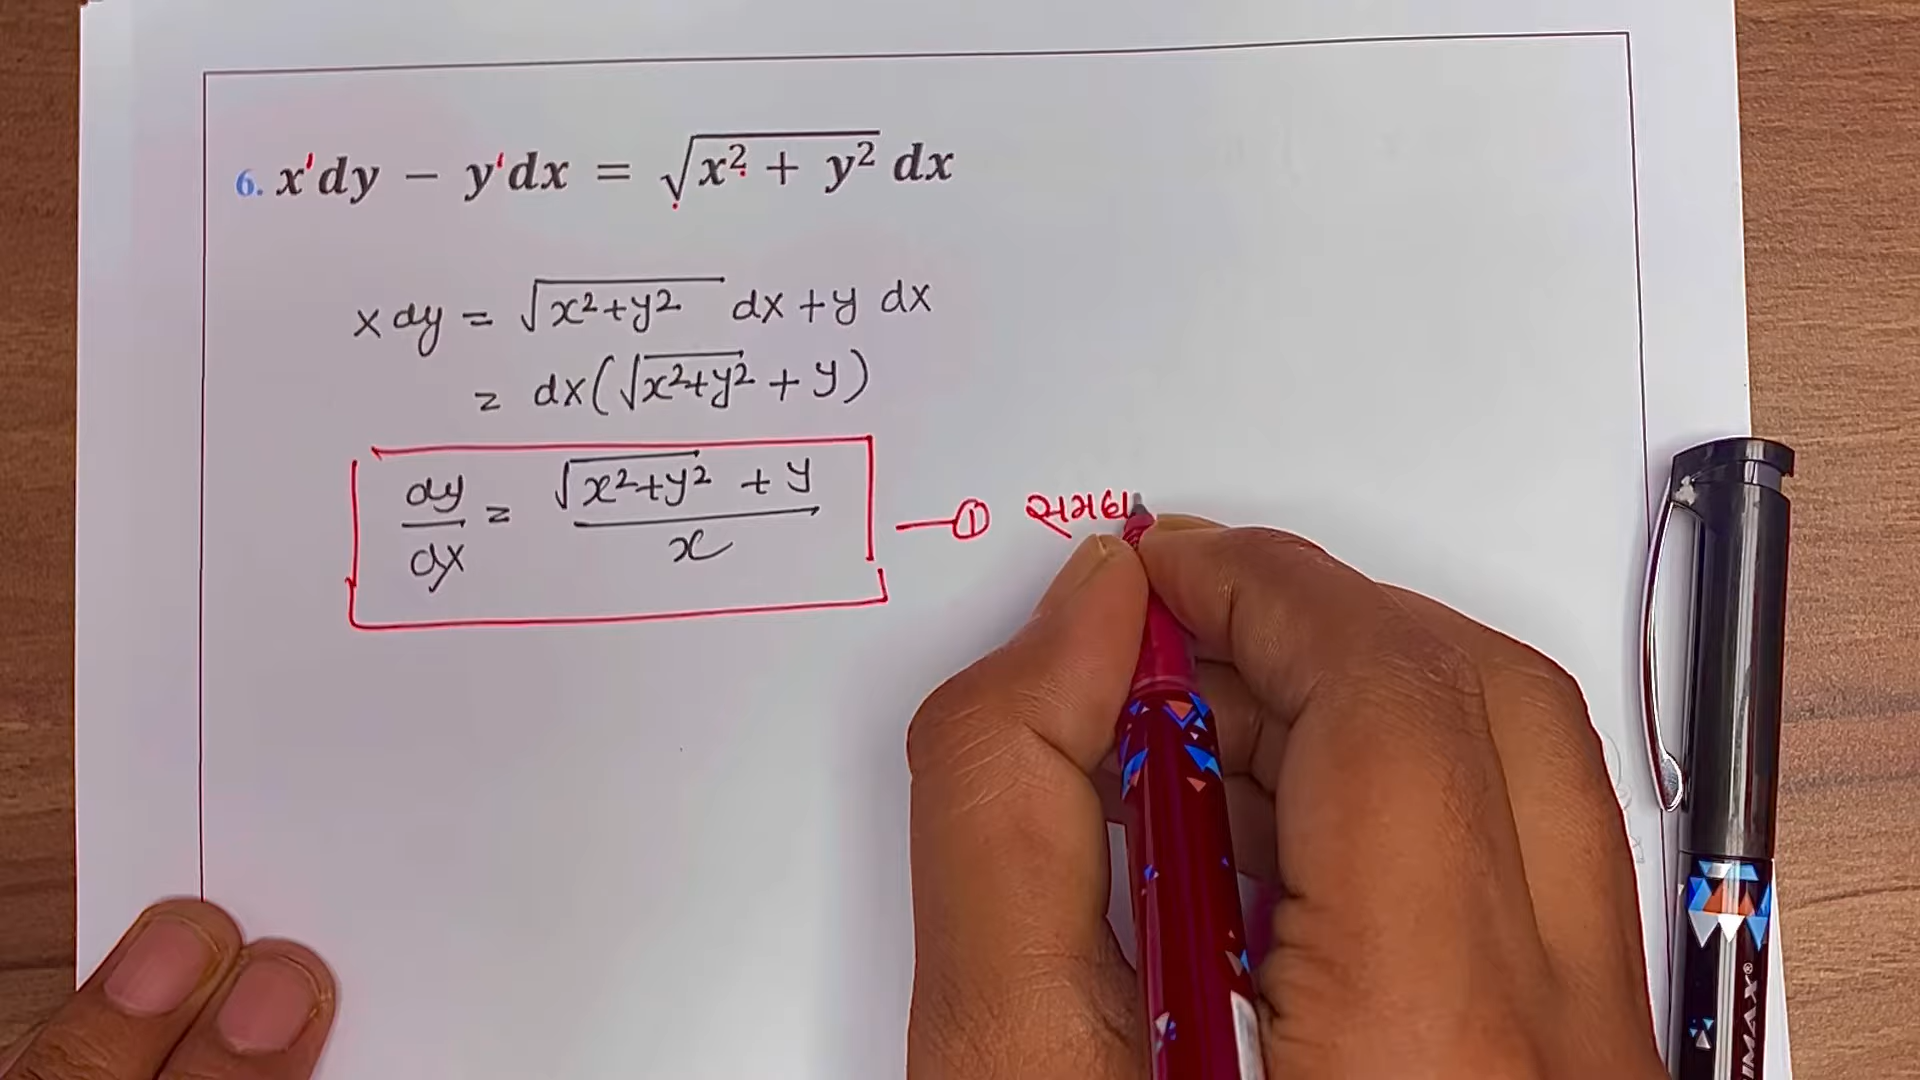 6. x'dy − y'dx = √(x² + y²) dx
x dy = √(x²+y²) dx + y dx
= dx(√(x²+y²) + y)
dy/dx = (√(x²+y²) + y)/x —① 
IMAX®